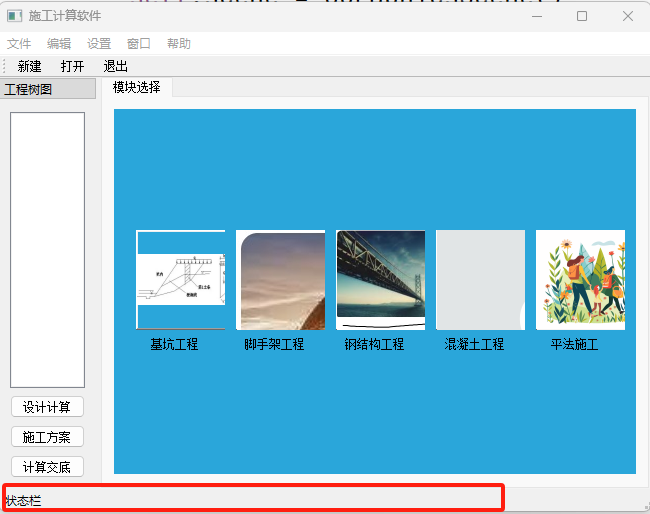 施工计算软件
文件 编辑 设置 窗口 帮助
新建 打开 退出
工程树图
模块选择
基坑工程 脚手架工程 钢结构工程 混凝土工程 平法施工
设计计算
施工方案
计算交底
状态栏